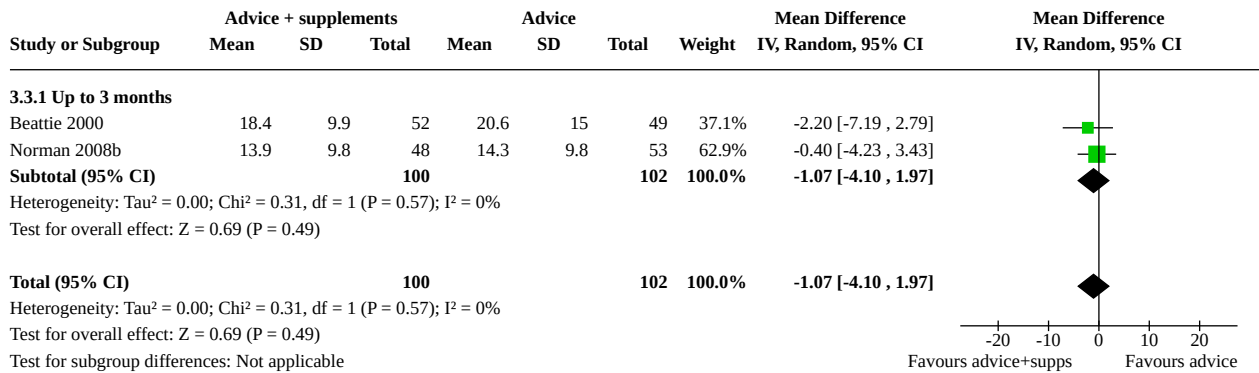 Advice + supplements Advice Mean Difference Mean Difference
Study or Subgroup Mean SD Total Mean SD Total Weight IV, Random, 95% CI IV, Random, 95% CI
3.3.1 Up to 3 months
Beattie 2000 18.4 9.9 52 20.6 15 49 37.1% -2.20 [-7.19 , 2.79]
Norman 2008b 13.9 9.8 48 14.3 9.8 53 62.9% -0.40 [-4.23 , 3.43]
Subtotal (95% CI) 100 102 100.0% -1.07 [-4.10 , 1.97]
Heterogeneity: Tau² = 0.00; Chi² = 0.31, df = 1 (P = 0.57); I² = 0%
Test for overall effect: Z = 0.69 (P = 0.49)
Total (95% CI) 100 102 100.0% -1.07 [-4.10 , 1.97]
Heterogeneity: Tau² = 0.00; Chi² = 0.31, df = 1 (P = 0.57); I² = 0%
Test for overall effect: Z = 0.69 (P = 0.49)
-20 -10 0 10 20
Test for subgroup differences: Not applicable Favours advice+supps Favours advice